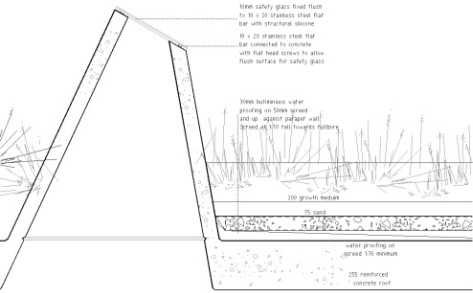 10mm safety glass fixed flush
to 10 x 20 stainless steel flat
bar with structural silicone
10 x 20 stainless steel flat
bar connected to concrete
with flat head screws to allow
flush surface for safety glass
30mm butiminous water
proofing on 50mm screed
and up against parapet wall
Screed at 1:70 fall towards fullbore
200 growth medium
75 sand
75
water proofing on
screed 1:70 minimum
255 reinforced
concrete roof